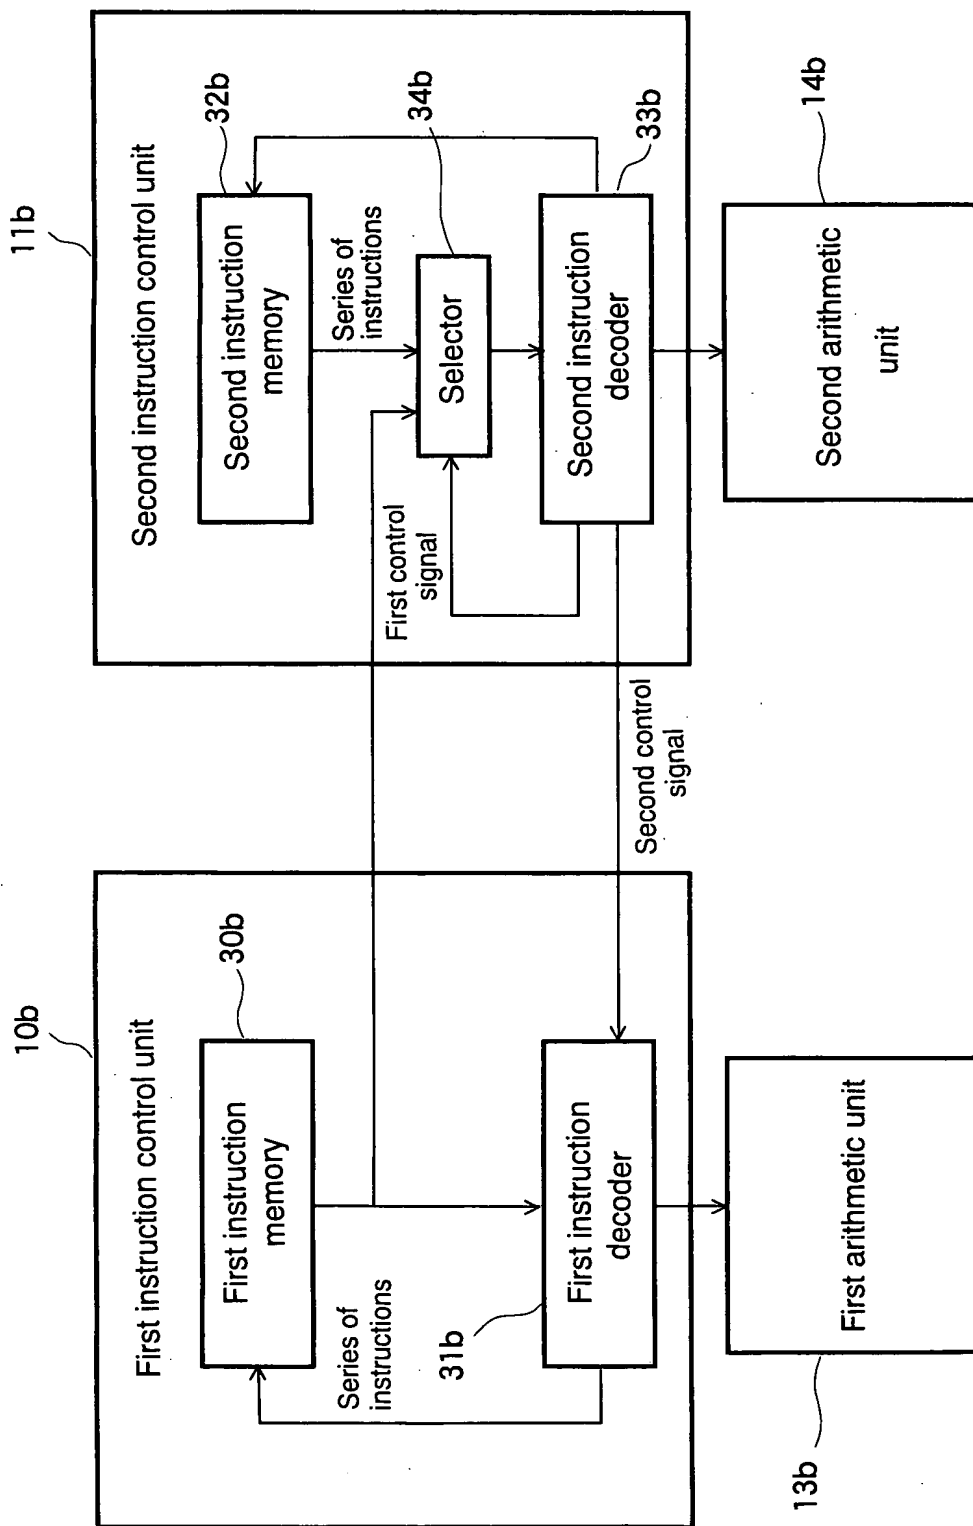 10b
First instruction control unit
30b
First instruction
memory
Series of
instructions
31b
First instruction
decoder
First arithmetic unit
13b
11b
Second instruction control unit
32b
Second instruction
memory
Series of
instructions
34b
Selector
First control
signal
33b
Second instruction
decoder
Second control
signal
14b
Second arithmetic
unit